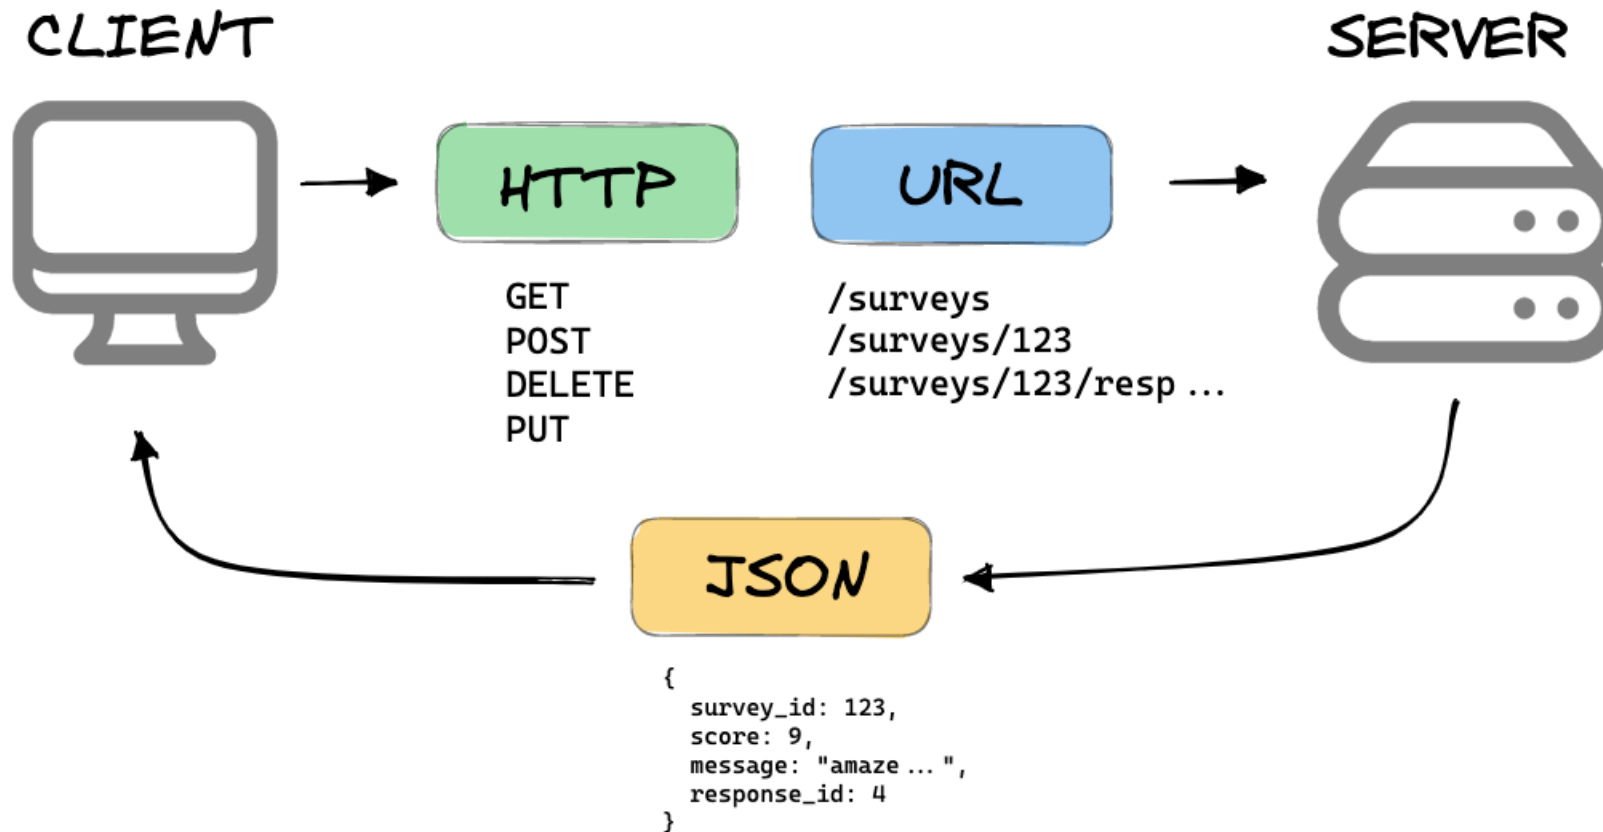 CLIENT
SERVER
HTTP
URL
GET
POST
DELETE
PUT
/surveys
/surveys/123
/surveys/123/resp ...
JSON
{
  survey_id: 123,
  score: 9,
  message: "amaze ... ",
  response_id: 4
}